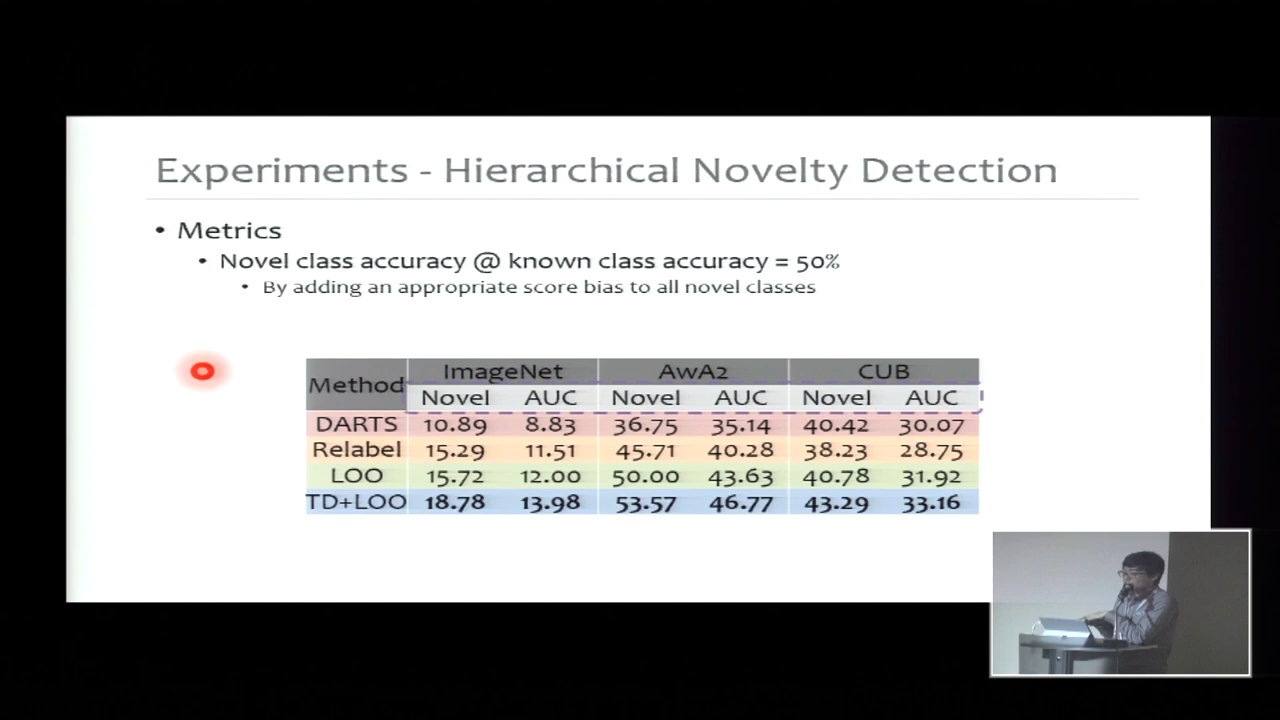 Experiments - Hierarchical Novelty Detection
• Metrics
• Novel class accuracy @ known class accuracy = 50%
• By adding an appropriate score bias to all novel classes
Method ImageNet AwA2 CUB
Novel AUC Novel AUC Novel AUC
DARTS 10.89 8.83 36.75 35.14 40.42 30.07
Relabel 15.29 11.51 45.71 40.28 38.23 28.75
LOO 15.72 12.00 50.00 43.63 40.78 31.92
TD+LOO 18.78 13.98 53.57 46.77 43.29 33.16